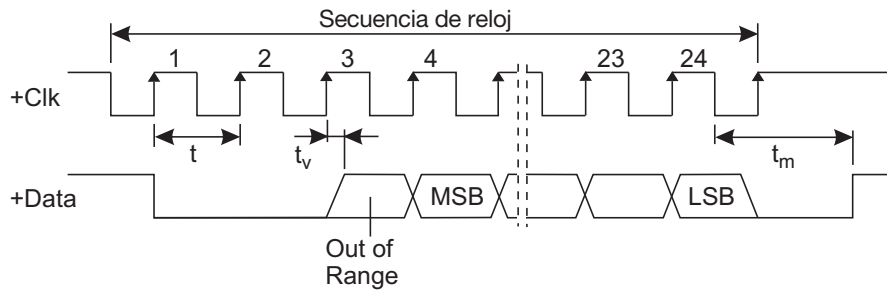 Secuencia de reloj
1 2 3 4 23 24
+Clk
t tv tm
+Data
MSB LSB
Out of
Range